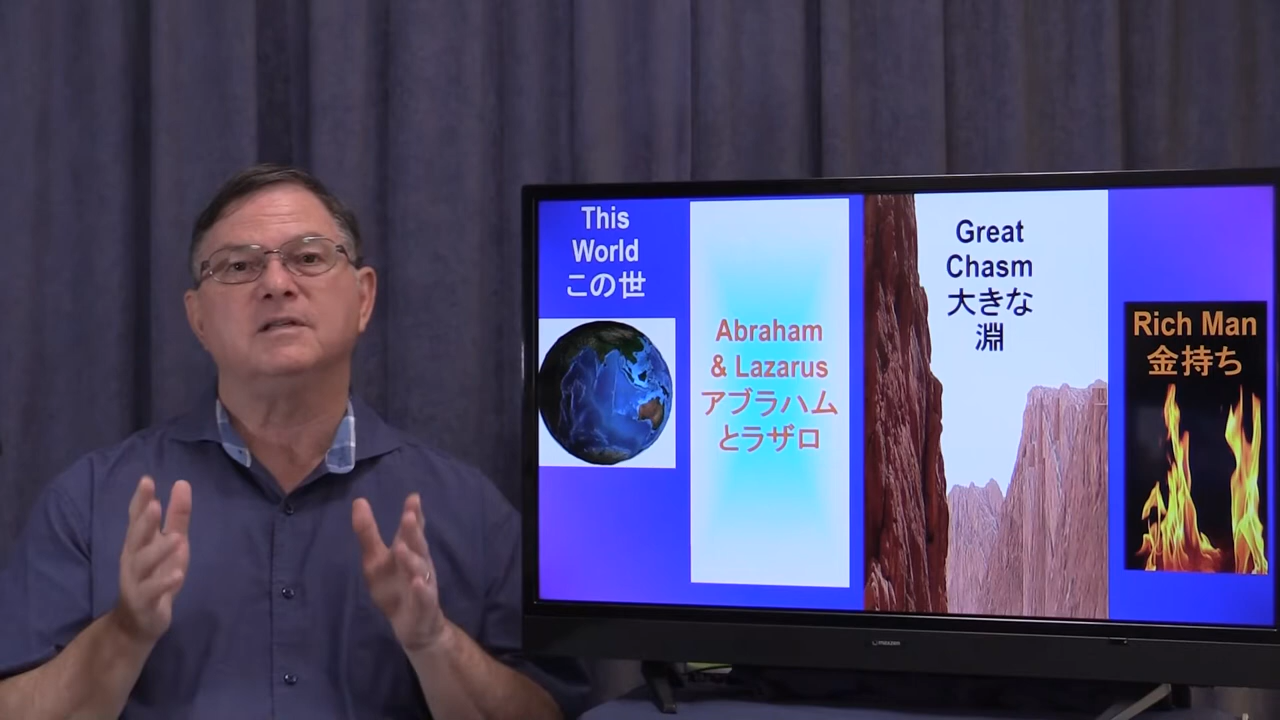 This
World
この世
Abraham
& Lazarus
アブラハム
とラザロ
Great
Chasm
大きな
淵
Rich Man
金持ち